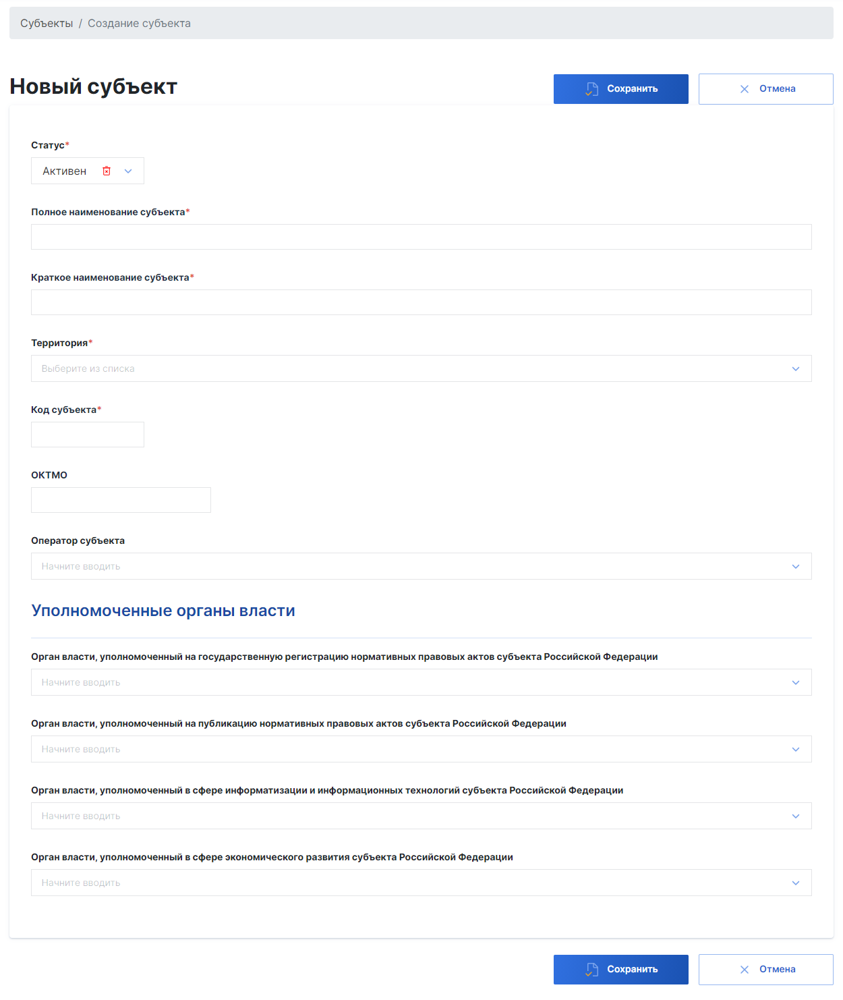 Субъекты / Создание субъекта
Новый субъект
Сохранить
Отмена
Статус*
Активен
Полное наименование субъекта*
Краткое наименование субъекта*
Территория*
Выберите из списка
Код субъекта*
ОКТМО
Оператор субъекта
Начните вводить
Уполномоченные органы власти
Орган власти, уполномоченный на государственную регистрацию нормативных правовых актов субъекта Российской Федерации
Начните вводить
Орган власти, уполномоченный на публикацию нормативных правовых актов субъекта Российской Федерации
Начните вводить
Орган власти, уполномоченный в сфере информатизации и информационных технологий субъекта Российской Федерации
Начните вводить
Орган власти, уполномоченный в сфере экономического развития субъекта Российской Федерации
Начните вводить
Сохранить
Отмена